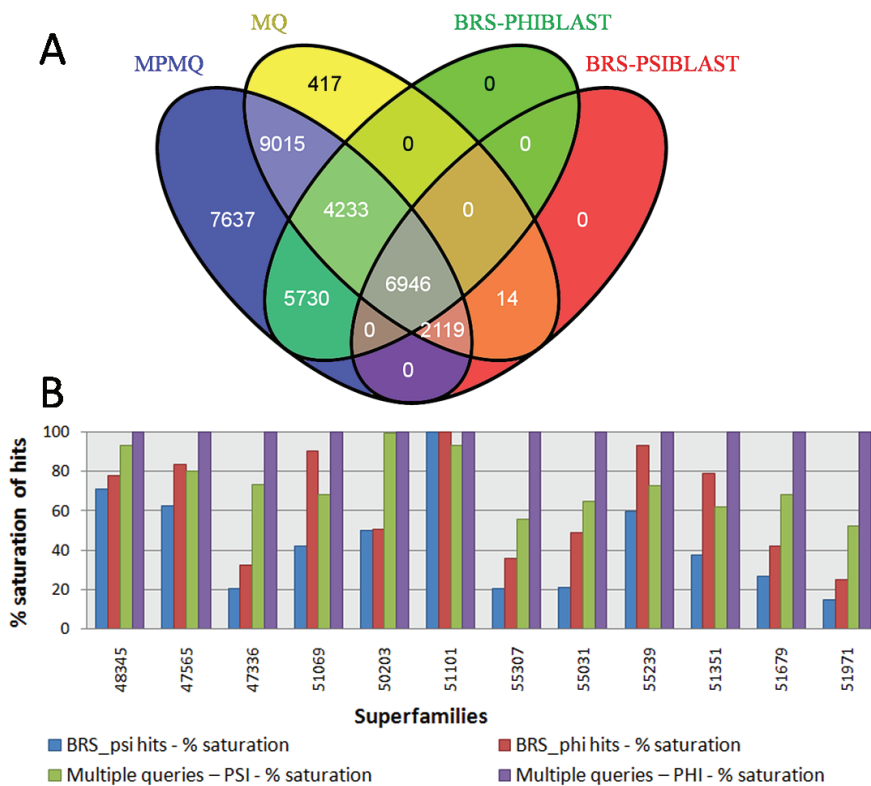 A
MPMQ
MQ
BRS-PHIBLAST
BRS-PSIBLAST
417
0
9015
0
0
7637
4233
0
0
5730
6946
14
0
2119
0
B
% saturation of hits
100
80
60
40
20
0
48345
47565
47336
51069
50203
51101
55307
55031
55239
51351
51679
51971
Superfamilies
BRS_psi hits - % saturation
BRS_phi hits - % saturation
Multiple queries – PSI - % saturation
Multiple queries – PHI - % saturation